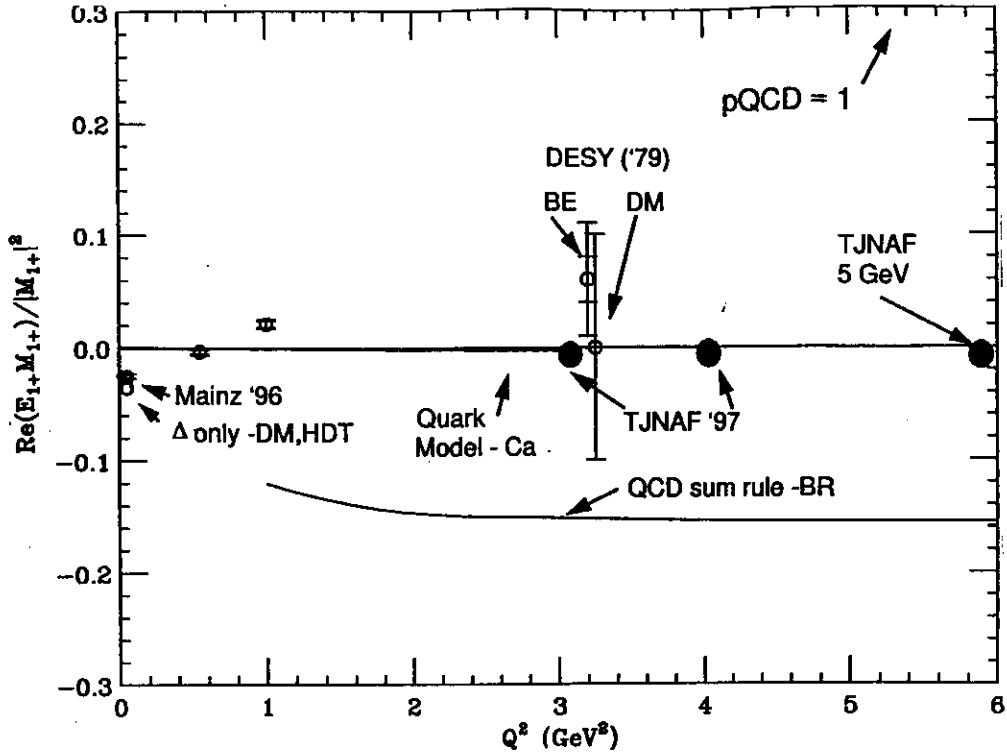 pQCD = 1
DESY ('79)
BE
DM
TJNAF
5 GeV
Mainz '96
Δ only -DM,HDT
Quark
Model - Ca
TJNAF '97
QCD sum rule -BR
0.3
0.2
0.1
0.0
−0.1
−0.2
−0.3
Re(E₁₊M₁₊)/|M₁₊|²
0 1 2 3 4 5 6
Q² (GeV²)